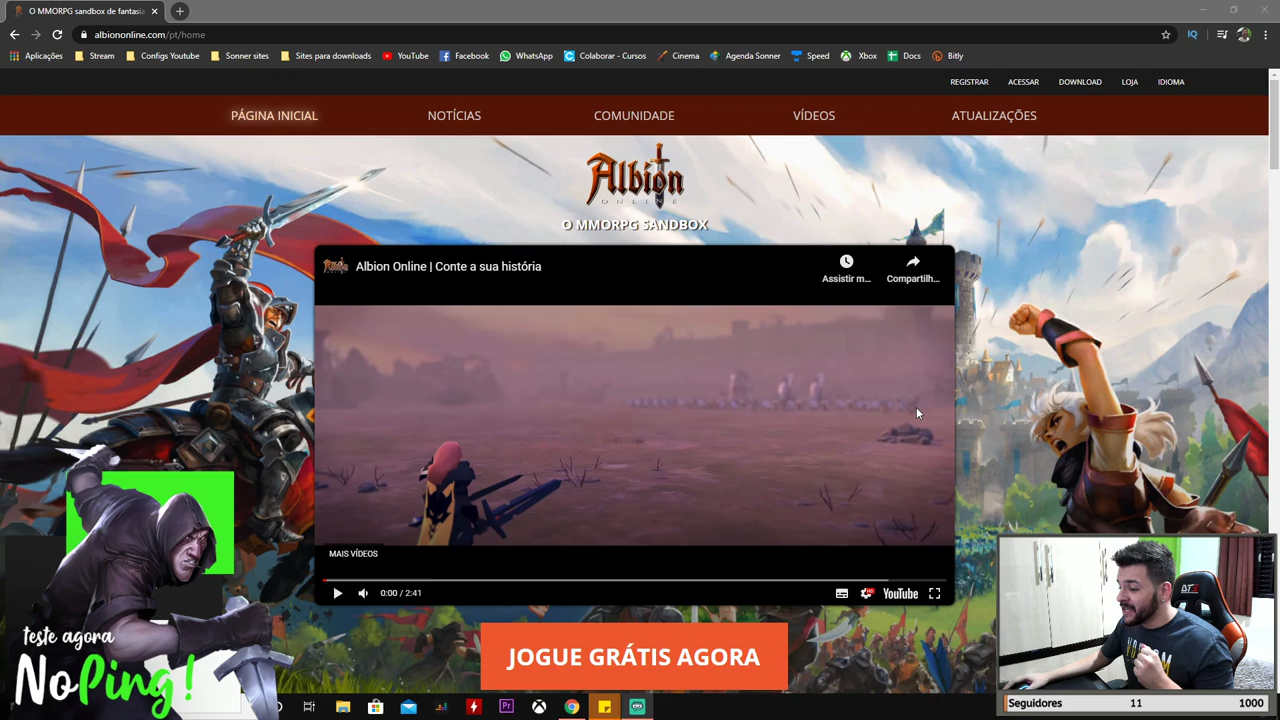 O MMORPG sandbox de fantasia
albiononline.com/pt/home
Aplicações Stream Configs Youtube Sonner sites Sites para downloads YouTube Facebook WhatsApp Colaborar - Cursos Cinema Agenda Sonner Speed Xbox Docs Bitly
REGISTRAR ACESSAR DOWNLOAD LOJA IDIOMA
PÁGINA INICIAL NOTÍCIAS COMUNIDADE VÍDEOS ATUALIZAÇÕES
Albion
ONLINE
O MMORPG SANDBOX
Albion Online | Conte a sua história
Assistir m... Compartilh...
MAIS VÍDEOS
0:00 / 2:41
YouTube
JOGUE GRÁTIS AGORA
teste agora
NoPing!
Seguidores 11 1000